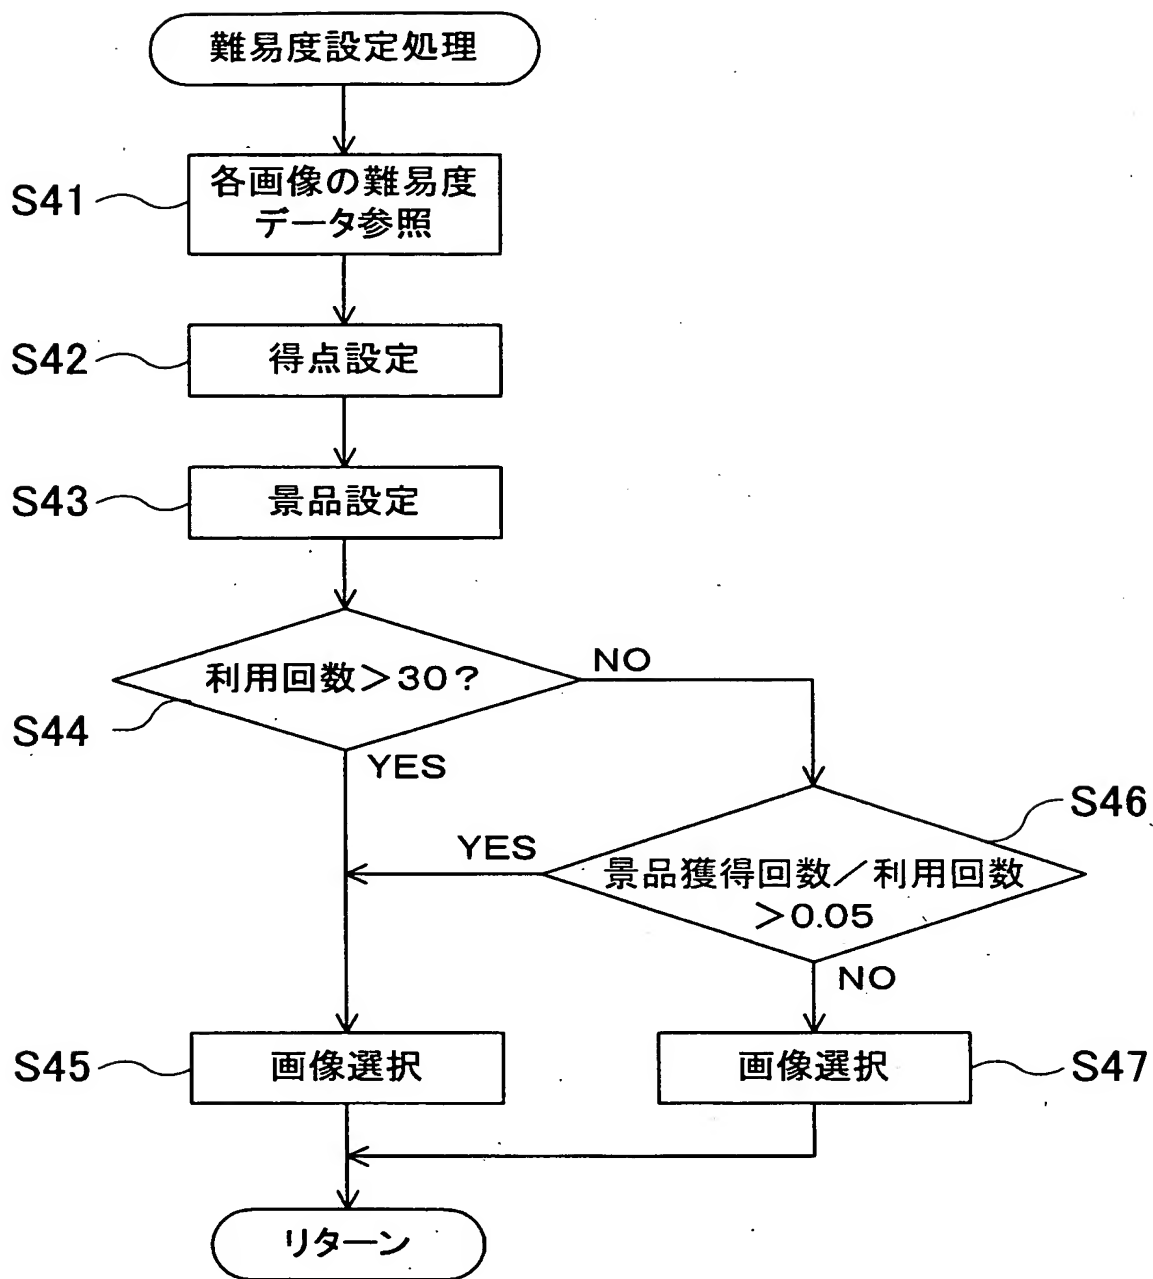 難易度設定処理
S41
各画像の難易度
データ参照
S42
得点設定
S43
景品設定
利用回数＞30？
NO
S44
YES
S46
YES
景品獲得回数／利用回数
＞0.05
NO
S45
画像選択
画像選択
S47
リターン